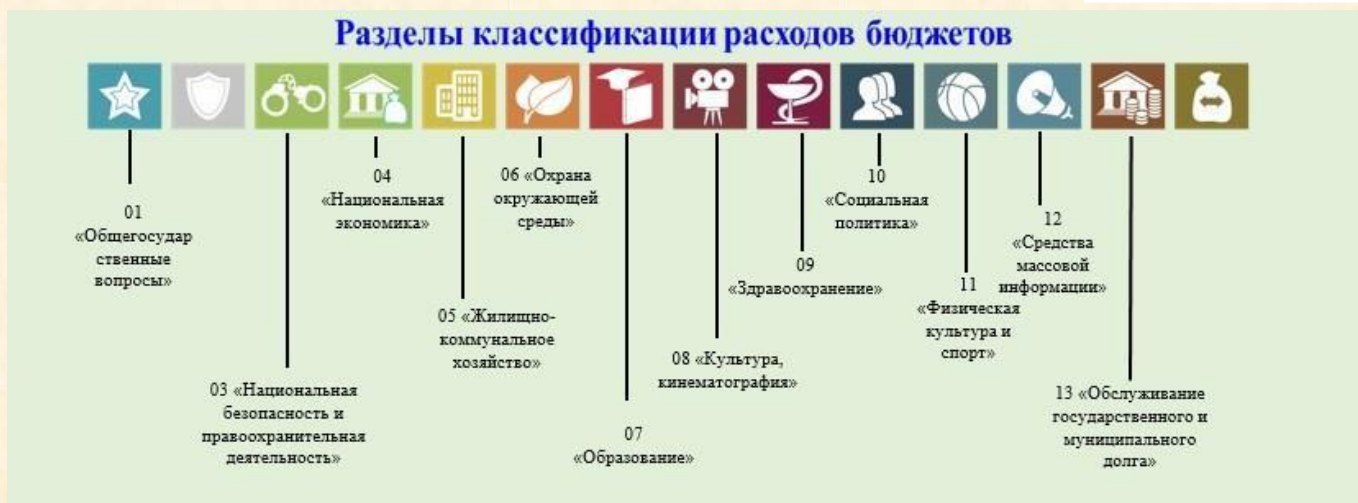 Разделы классификации расходов бюджетов
01
«Общегосудар
ственные
вопросы»
03 «Национальная
безопасность и
правоохранительная
деятельность»
04
«Национальная
экономика»
05 «Жилищно-
коммунальное
хозяйство»
06 «Охрана
окружающей
среды»
07
«Образование»
08 «Культура,
кинематография»
09
«Здравоохранение»
10
«Социальная
политика»
11
«Физическая
культура и
спорт»
12
«Средства
массовой
информации»
13 «Обслуживание
государственного и
муниципального
долга»